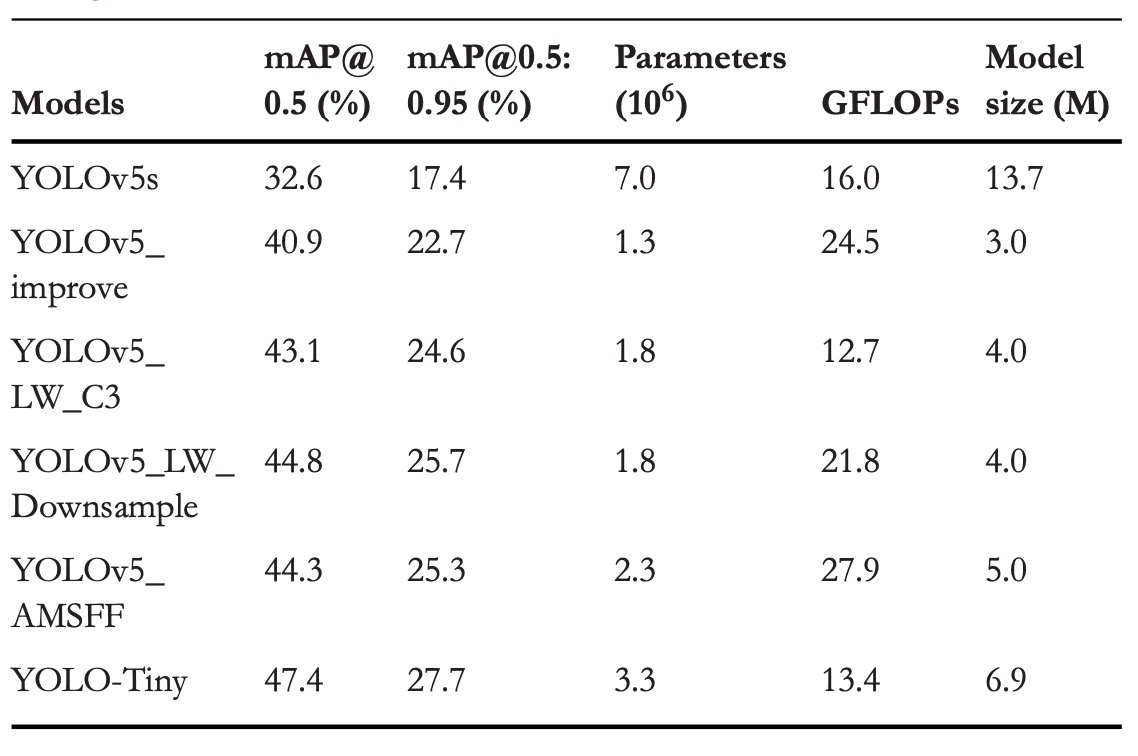 Models mAP@ 0.5 (%) mAP@0.5: 0.95 (%) Parameters (10⁶) GFLOPs Model size (M)
YOLOv5s 32.6 17.4 7.0 16.0 13.7
YOLOv5_ 40.9 22.7 1.3 24.5 3.0
improve
YOLOv5_ 43.1 24.6 1.8 12.7 4.0
LW_C3
YOLOv5_LW_ 44.8 25.7 1.8 21.8 4.0
Downsample
YOLOv5_ 44.3 25.3 2.3 27.9 5.0
AMSFF
YOLO-Tiny 47.4 27.7 3.3 13.4 6.9